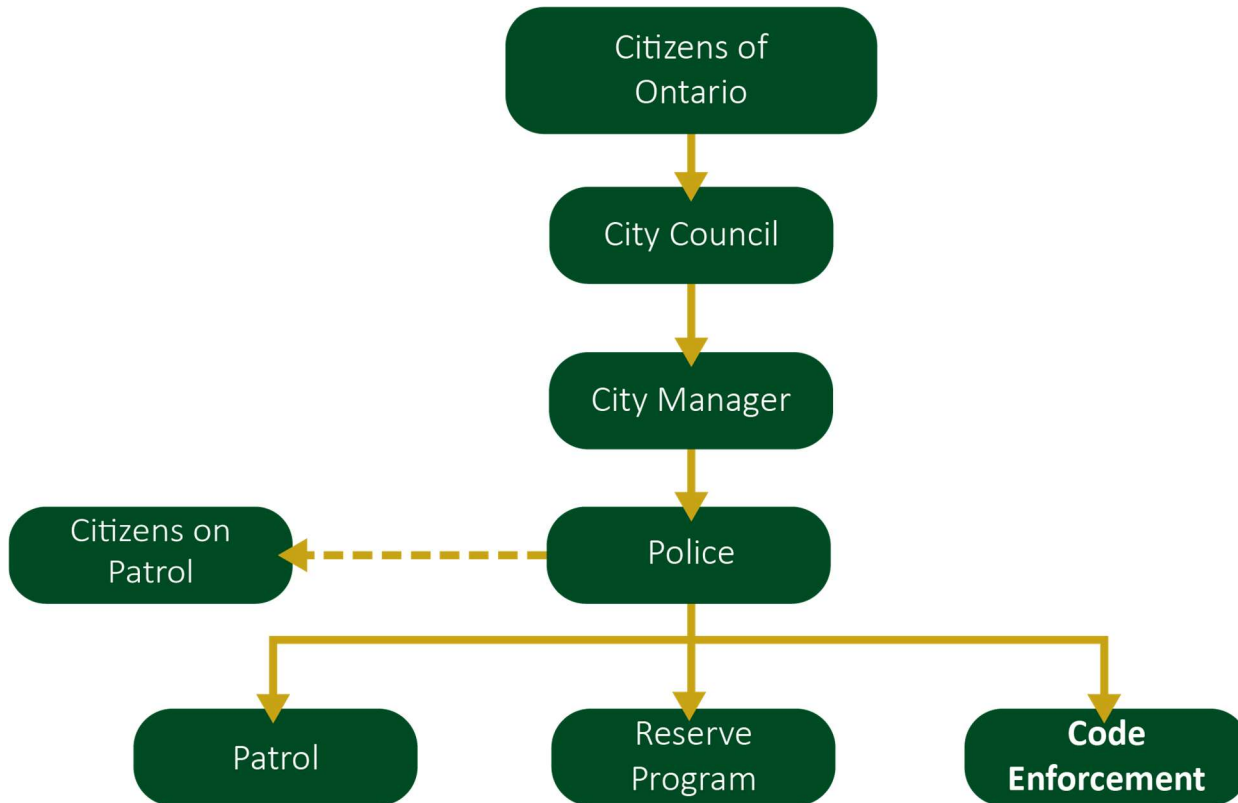 Citizens of
Ontario
City Council
City Manager
Citizens on
Patrol
Police
Patrol
Reserve
Program
Code
Enforcement